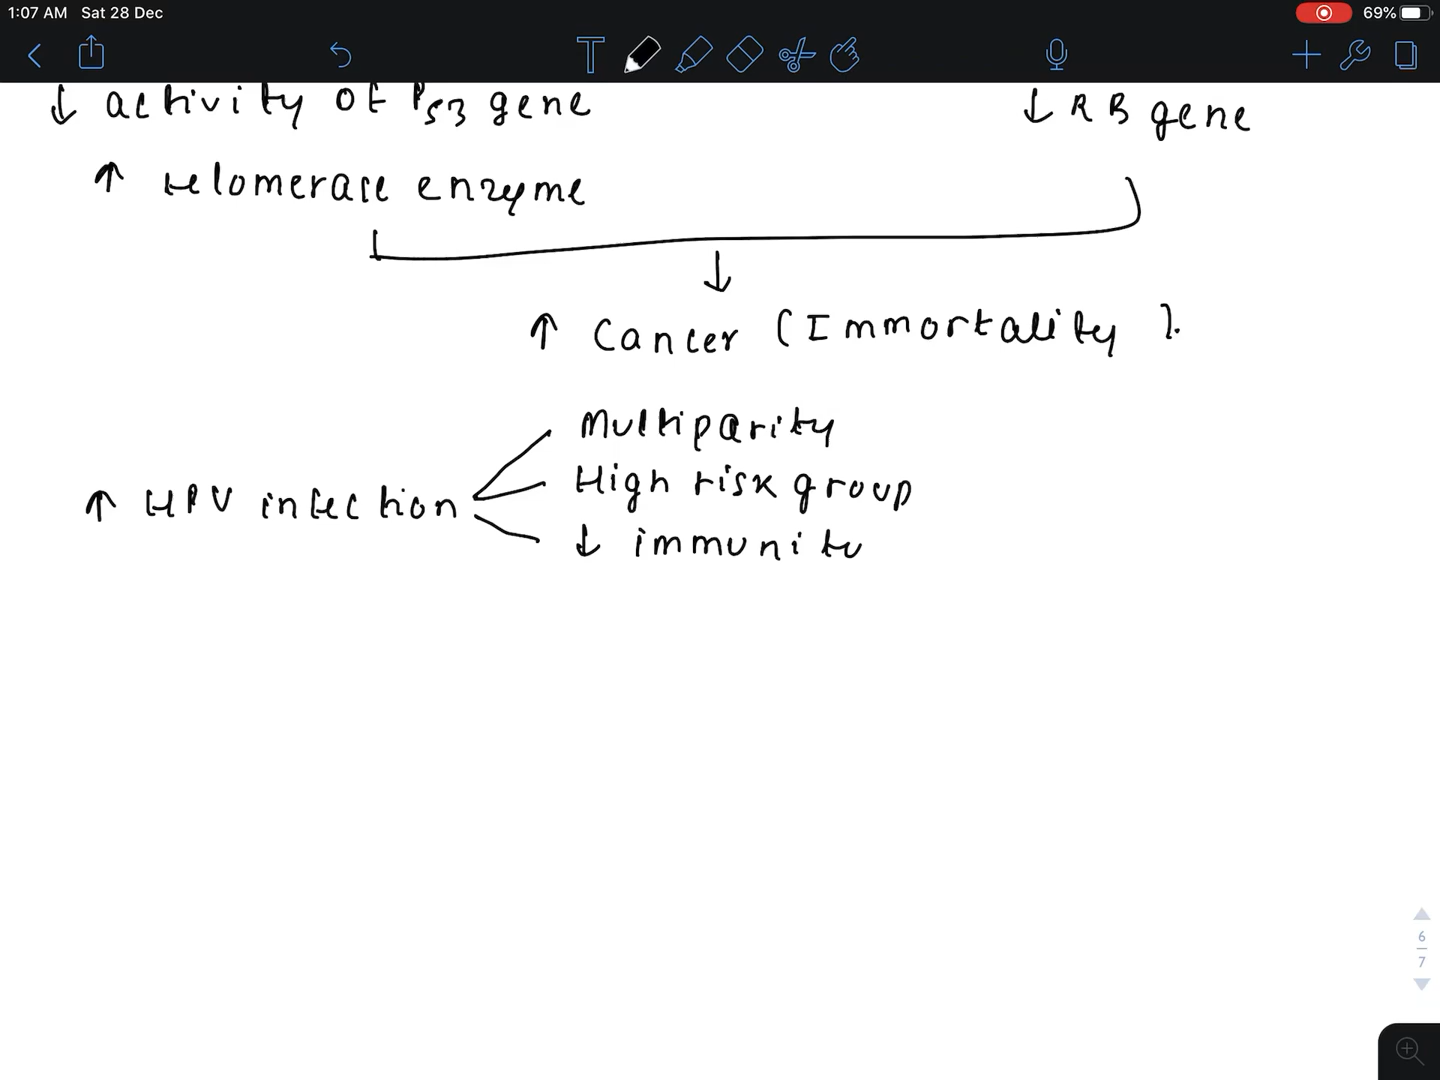 1:07 AM Sat 28 Dec
69%
↓ activity of P53 gene
↓ RB gene
↑ telomerase enzyme
↓
↑ Cancer (Immortality).
Multiparity
High risk group
↑ HPV infection
↓ immunity
6
7